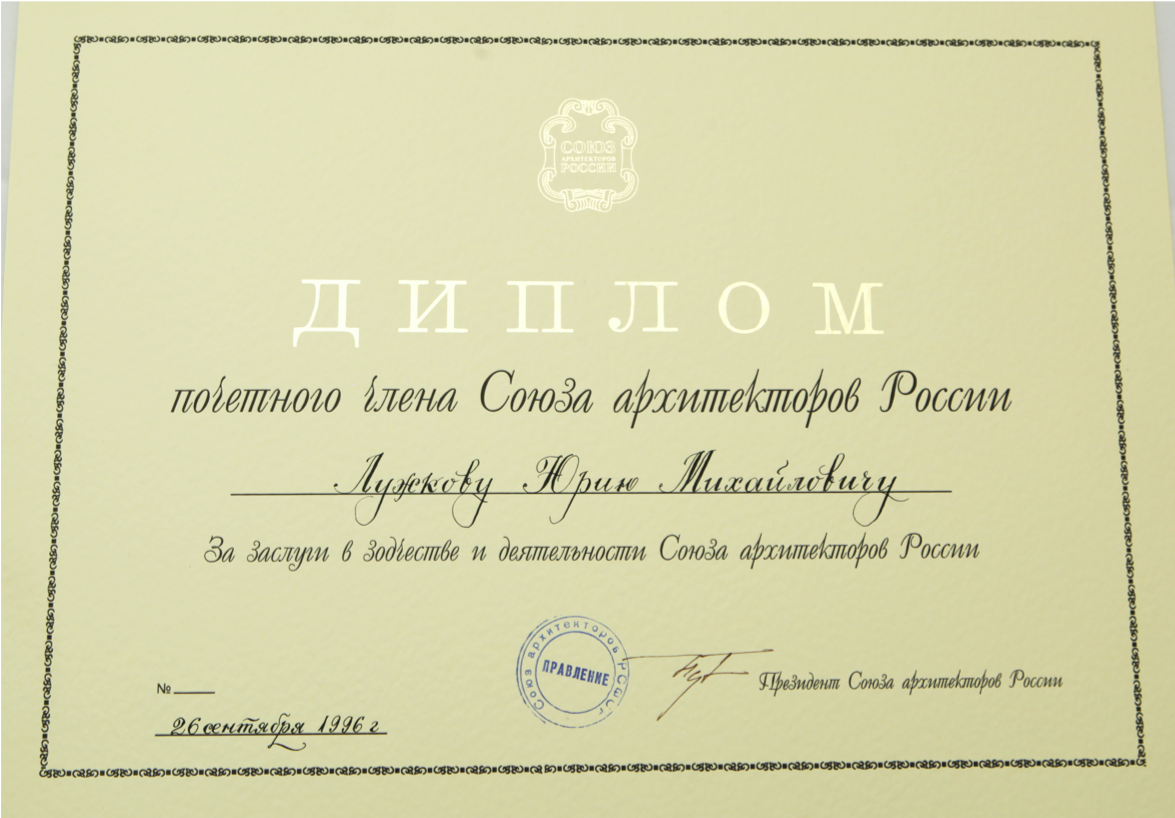 СОЮЗ
АРХИТЕКТОРОВ
РОССИИ
ДИПЛОМ
почетного члена Союза архитекторов России
Лужкову Юрию Михайловичу
За заслуги в зодчестве и деятельности Союза архитекторов России
Союз архитекторов РСФСР
ПРАВЛЕНИЕ
Президент Союза архитекторов России
№
26 сентября 1996 г